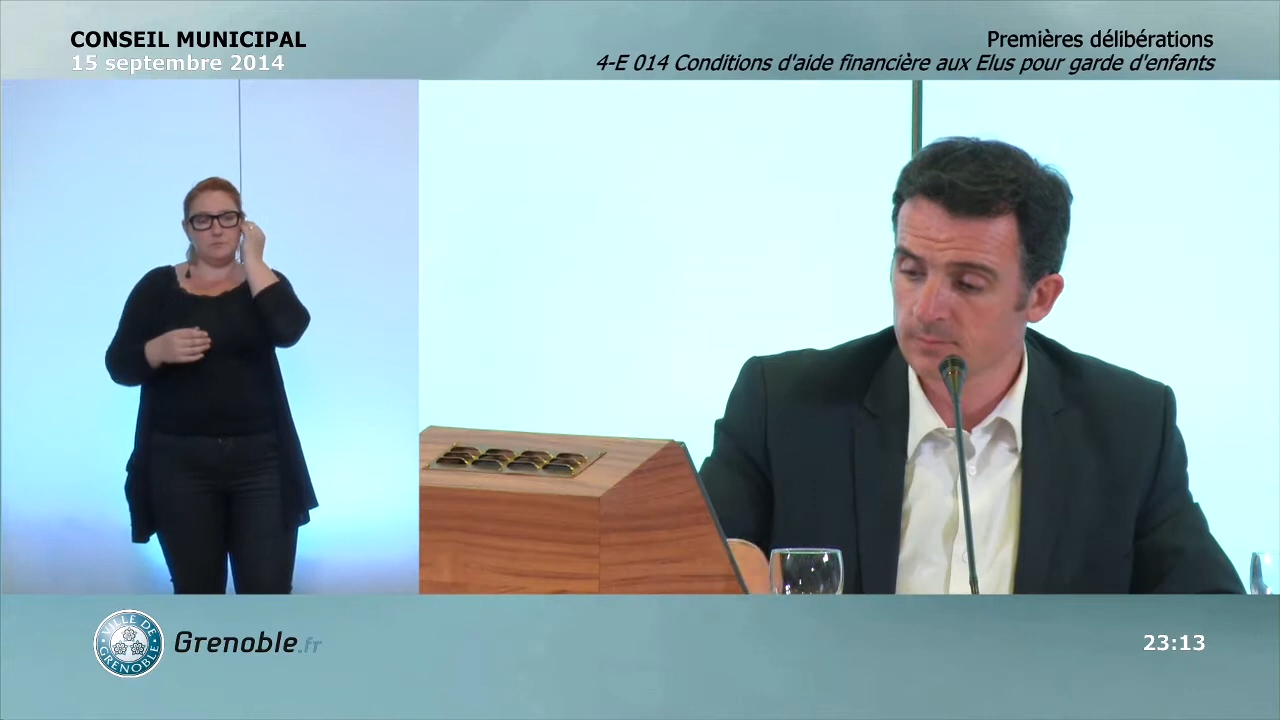 CONSEIL MUNICIPAL
15 septembre 2014
Premières délibérations
4-E 014 Conditions d'aide financière aux Elus pour garde d'enfants
VILLE DE
GRENOBLE
Grenoble.fr
23:13